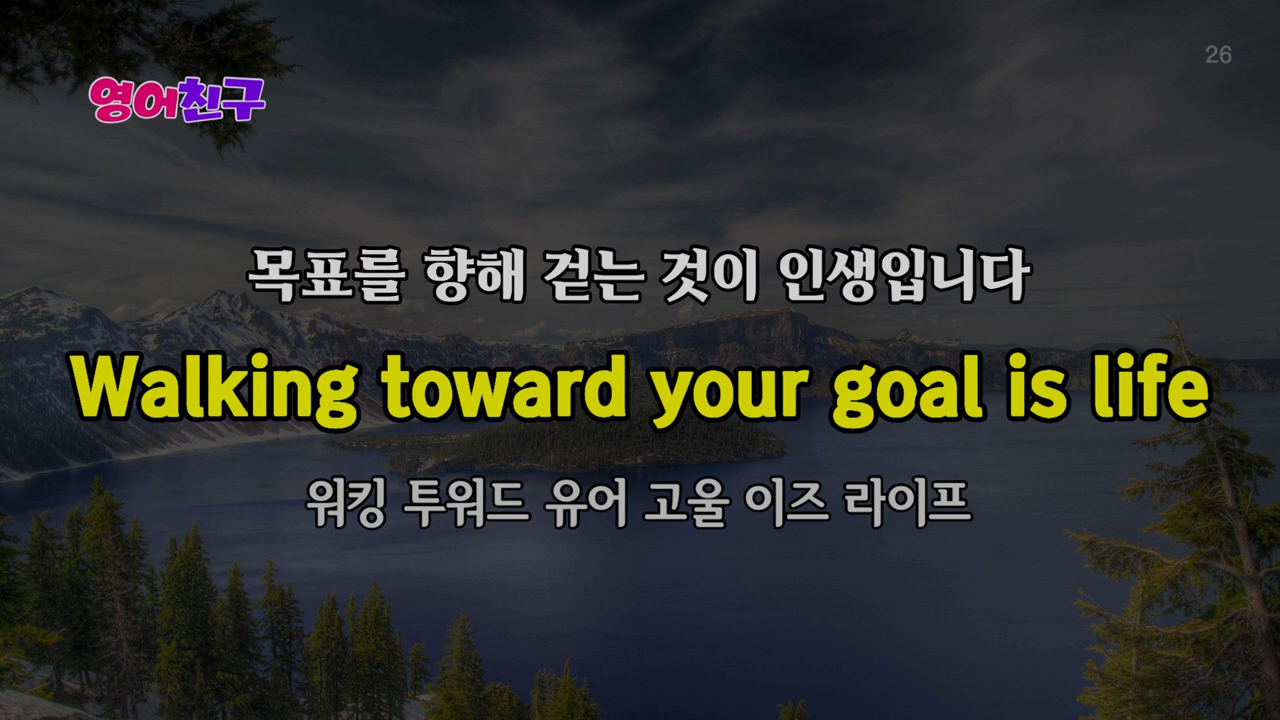 26
영어친구
목표를 향해 걷는 것이 인생입니다
Walking toward your goal is life
워킹 투워드 유어 고울 이즈 라이프